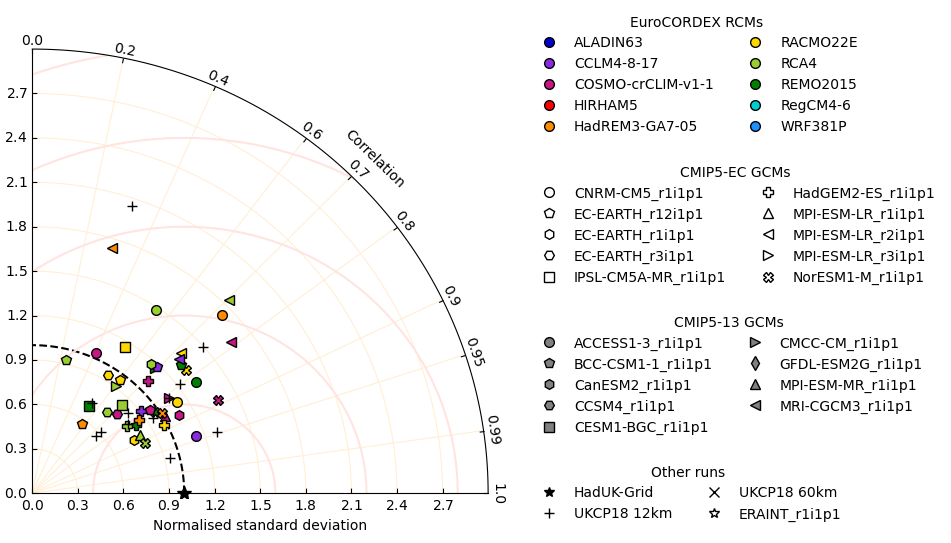 0.0
0.2
0.4
0.6
Correlation
0.7
0.8
0.9
0.95
0.99
1.0
2.7
2.4
2.1
1.8
1.5
1.2
0.9
0.6
0.3
0.0
0.0 0.3 0.6 0.9 1.2 1.5 1.8 2.1 2.4 2.7
Normalised standard deviation
EuroCORDEX RCMs
ALADIN63 RACMO22E
CCLM4-8-17 RCA4
COSMO-crCLIM-v1-1 REMO2015
HIRHAM5 RegCM4-6
HadREM3-GA7-05 WRF381P
CMIP5-EC GCMs
CNRM-CM5_r1i1p1 HadGEM2-ES_r1i1p1
EC-EARTH_r12i1p1 MPI-ESM-LR_r1i1p1
EC-EARTH_r1i1p1 MPI-ESM-LR_r2i1p1
EC-EARTH_r3i1p1 MPI-ESM-LR_r3i1p1
IPSL-CM5A-MR_r1i1p1 NorESM1-M_r1i1p1
CMIP5-13 GCMs
ACCESS1-3_r1i1p1 CMCC-CM_r1i1p1
BCC-CSM1-1_r1i1p1 GFDL-ESM2G_r1i1p1
CanESM2_r1i1p1 MPI-ESM-MR_r1i1p1
CCSM4_r1i1p1 MRI-CGCM3_r1i1p1
CESM1-BGC_r1i1p1
Other runs
HadUK-Grid UKCP18 60km
UKCP18 12km ERAINT_r1i1p1